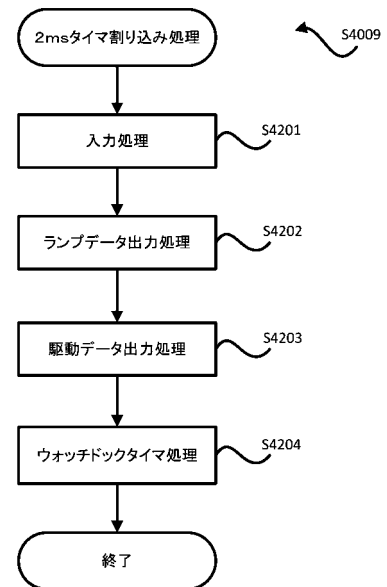 2msタイマ割り込み処理
S4009
入力処理
S4201
ランプデータ出力処理
S4202
駆動データ出力処理
S4203
ウォッチドックタイマ処理
S4204
終了